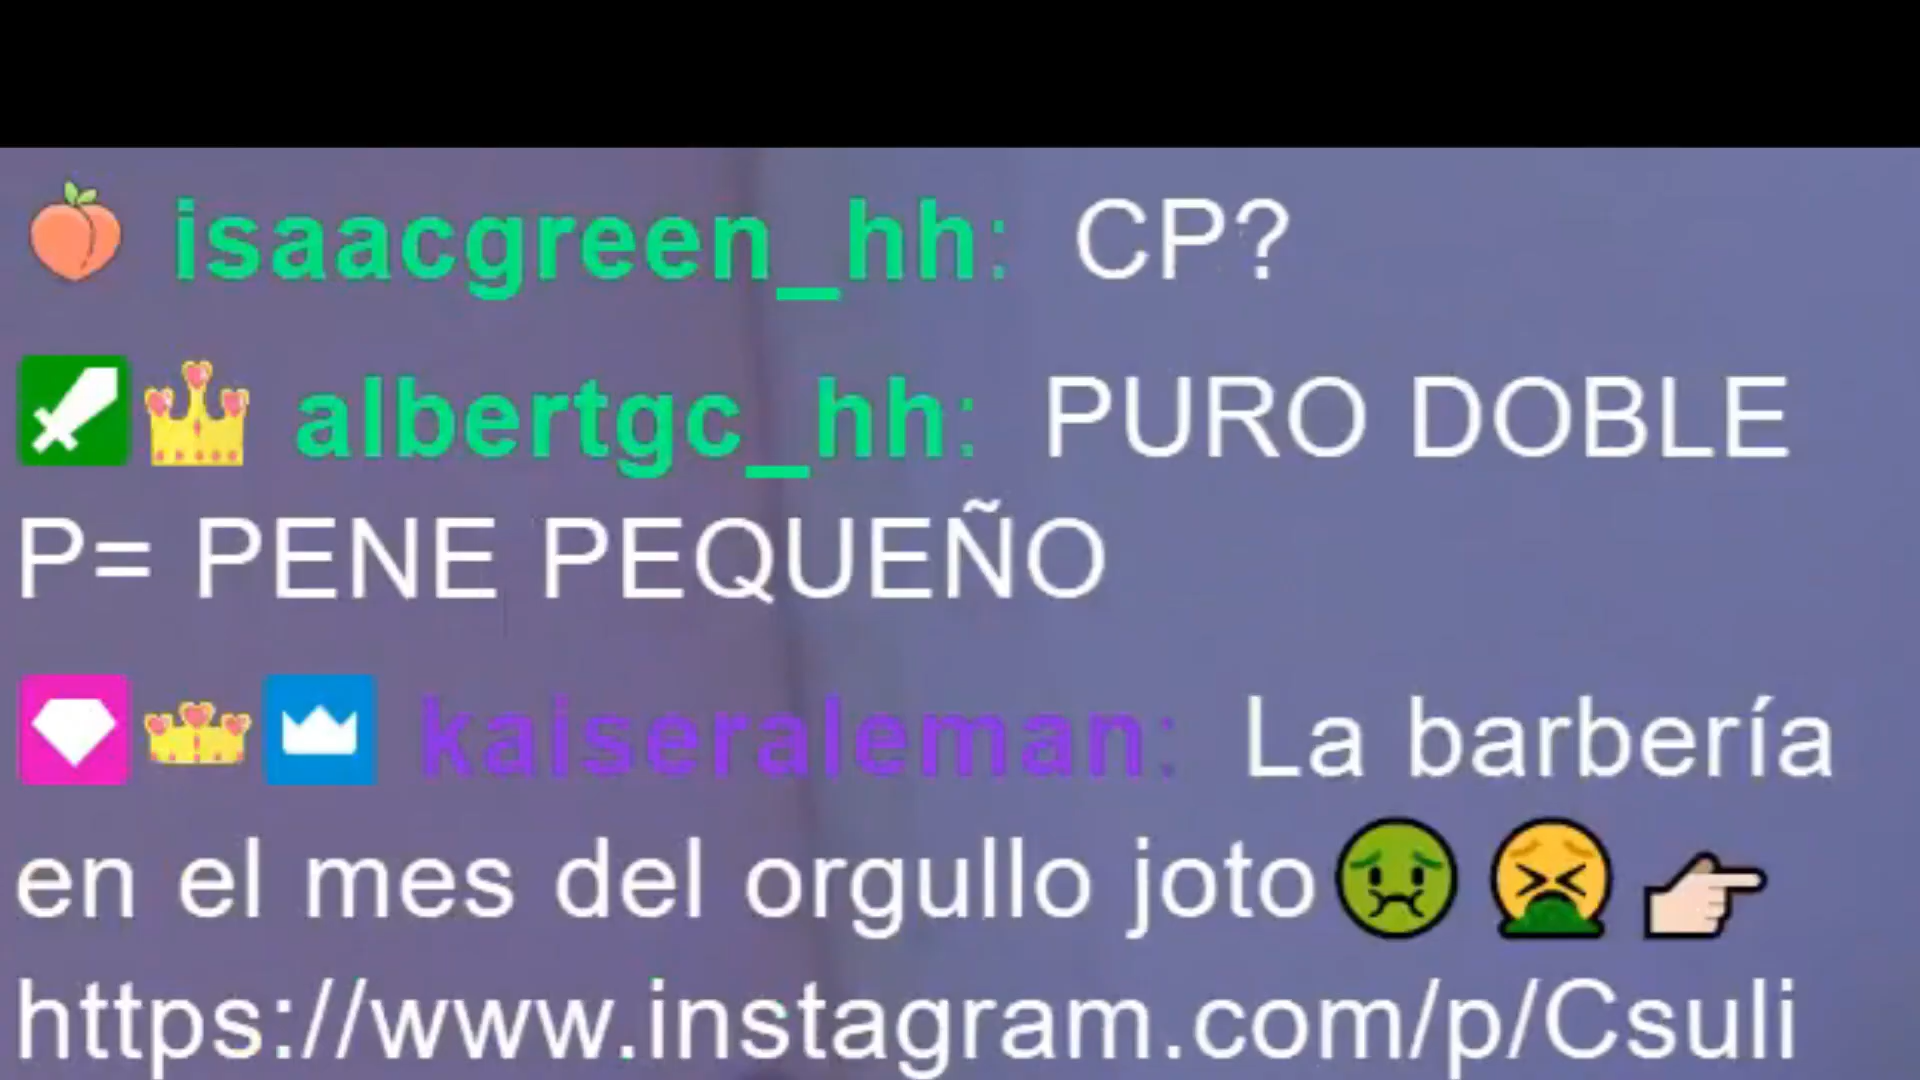 isaacgreen_hh: CP?
albertgc_hh: PURO DOBLE
P= PENE PEQUEÑO
kaiseraleman: La barbería
en el mes del orgullo joto🤢 🤮 👉🏻
https://www.instagram.com/p/Csuli